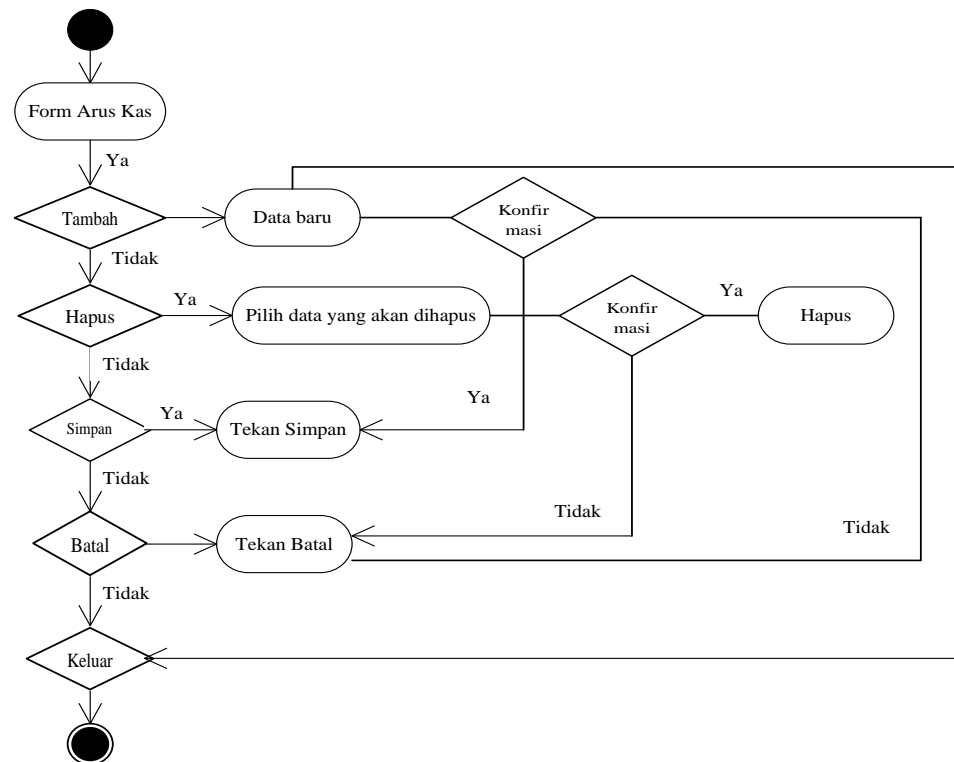 Form Arus Kas
Ya
Tambah
Data baru
Konfir
masi
Tidak
Hapus
Ya
Pilih data yang akan dihapus
Konfir
masi
Ya
Hapus
Tidak
Simpan
Ya
Tekan Simpan
Ya
Tidak
Batal
Tekan Batal
Tidak
Tidak
Tidak
Keluar